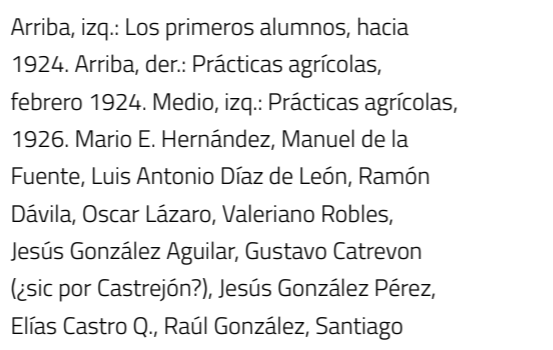 Arriba, izq.: Los primeros alumnos, hacia
1924. Arriba, der.: Prácticas agrícolas,
febrero 1924. Medio, izq.: Prácticas agrícolas,
1926. Mario E. Hernández, Manuel de la
Fuente, Luis Antonio Díaz de León, Ramón
Dávila, Oscar Lázaro, Valeriano Robles,
Jesús González Aguilar, Gustavo Catrevon
(¿sic por Castrejón?), Jesús González Pérez,
Elías Castro Q., Raúl González, Santiago